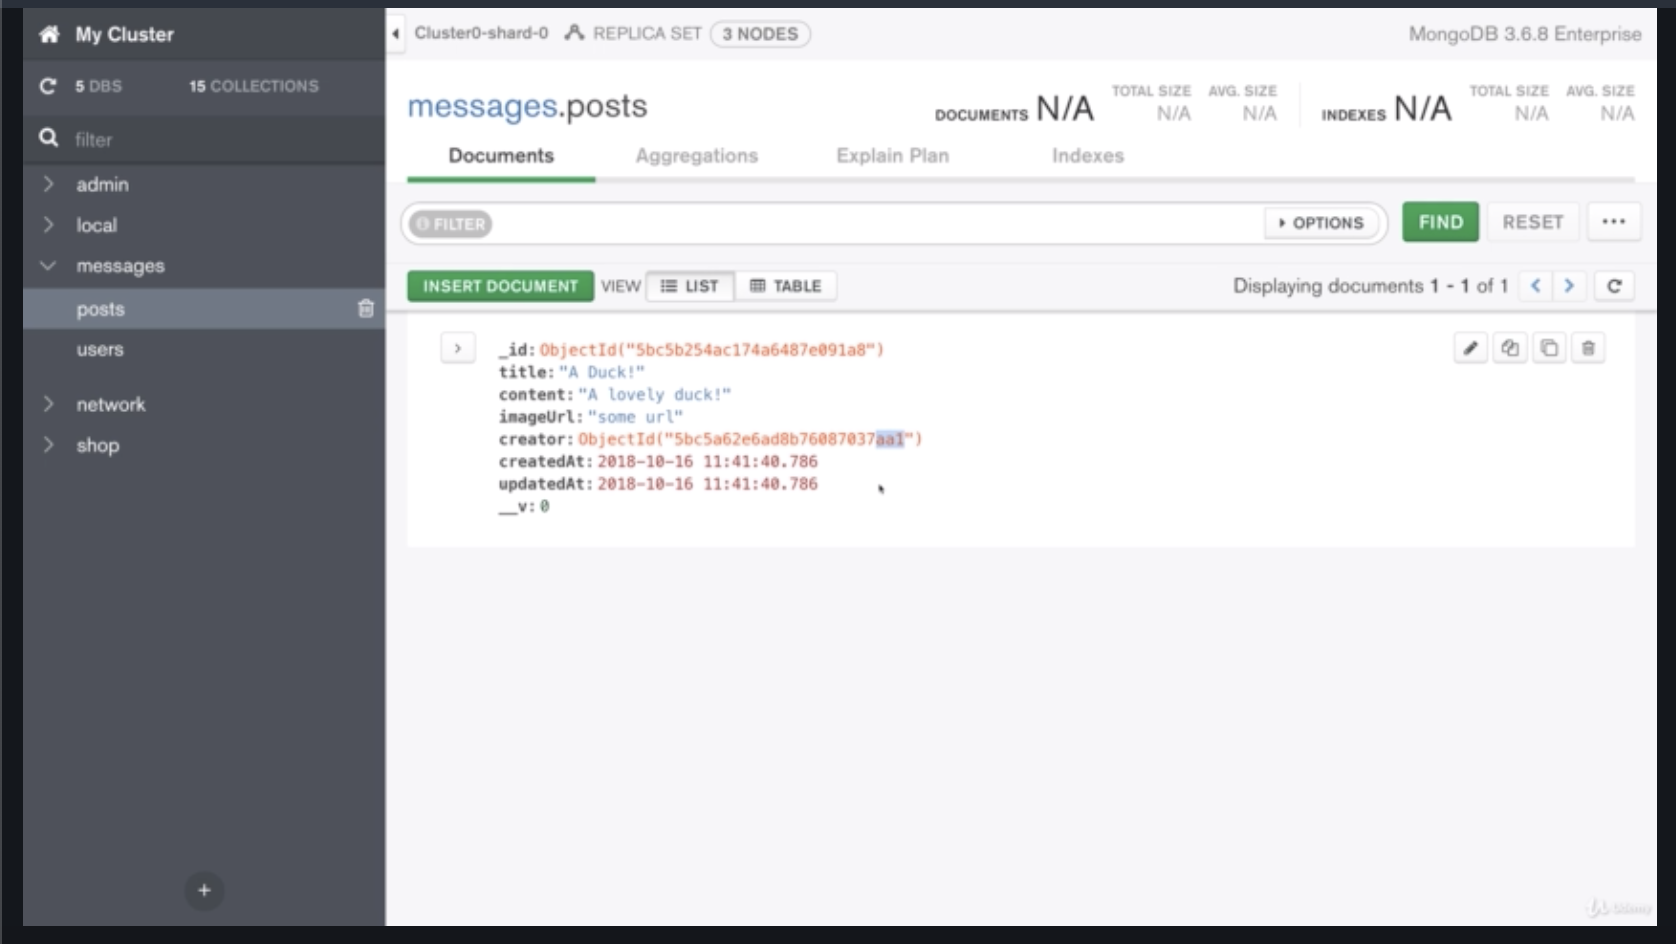 My Cluster
5 DBS 15 COLLECTIONS
filter
admin
local
messages
posts
users
network
shop
+
Cluster0-shard-0 REPLICA SET 3 NODES
MongoDB 3.6.8 Enterprise
messages.posts
DOCUMENTS N/A TOTAL SIZE N/A AVG. SIZE N/A
INDEXES N/A TOTAL SIZE N/A AVG. SIZE N/A
Documents Aggregations Explain Plan Indexes
FILTER OPTIONS FIND RESET ...
INSERT DOCUMENT VIEW LIST TABLE Displaying documents 1 - 1 of 1
_id: ObjectId("5bc5b254ac174a6487e091a8")
title: "A Duck!"
content: "A lovely duck!"
imageUrl: "some url"
creator: ObjectId("5bc5a62e6ad8b76087037aa1")
createdAt: 2018-10-16 11:41:40.786
updatedAt: 2018-10-16 11:41:40.786
__v: 0
Udemy